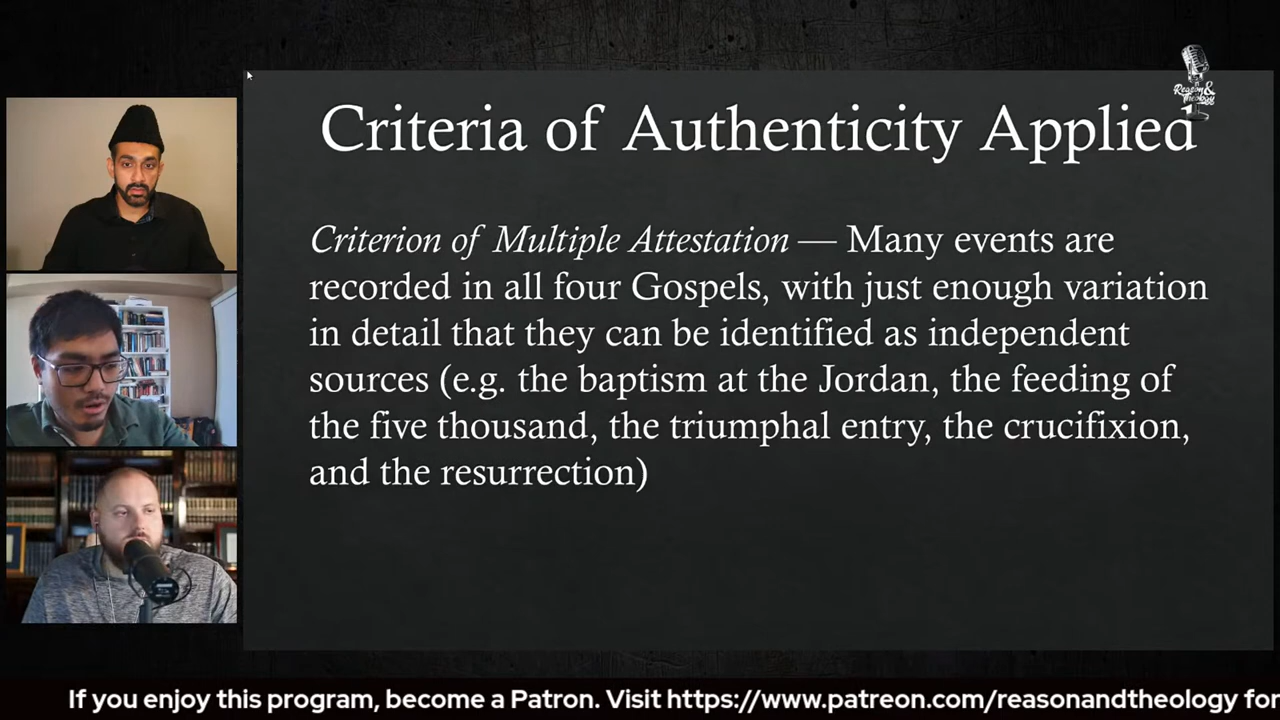 Reason &
Theology
Criteria of Authenticity Applied
Criterion of Multiple Attestation — Many events are
recorded in all four Gospels, with just enough variation
in detail that they can be identified as independent
sources (e.g. the baptism at the Jordan, the feeding of
the five thousand, the triumphal entry, the crucifixion,
and the resurrection)
If you enjoy this program, become a Patron. Visit https://www.patreon.com/reasonandtheology for